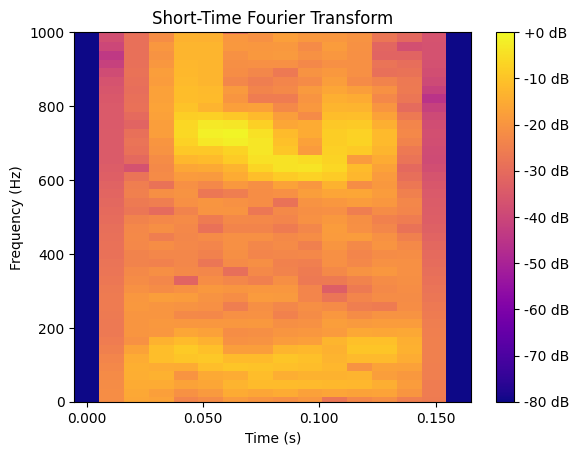 Short-Time Fourier Transform
1000
800
600
400
200
0
Frequency (Hz)
0.000
0.050
0.100
0.150
Time (s)
+0 dB
-10 dB
-20 dB
-30 dB
-40 dB
-50 dB
-60 dB
-70 dB
-80 dB